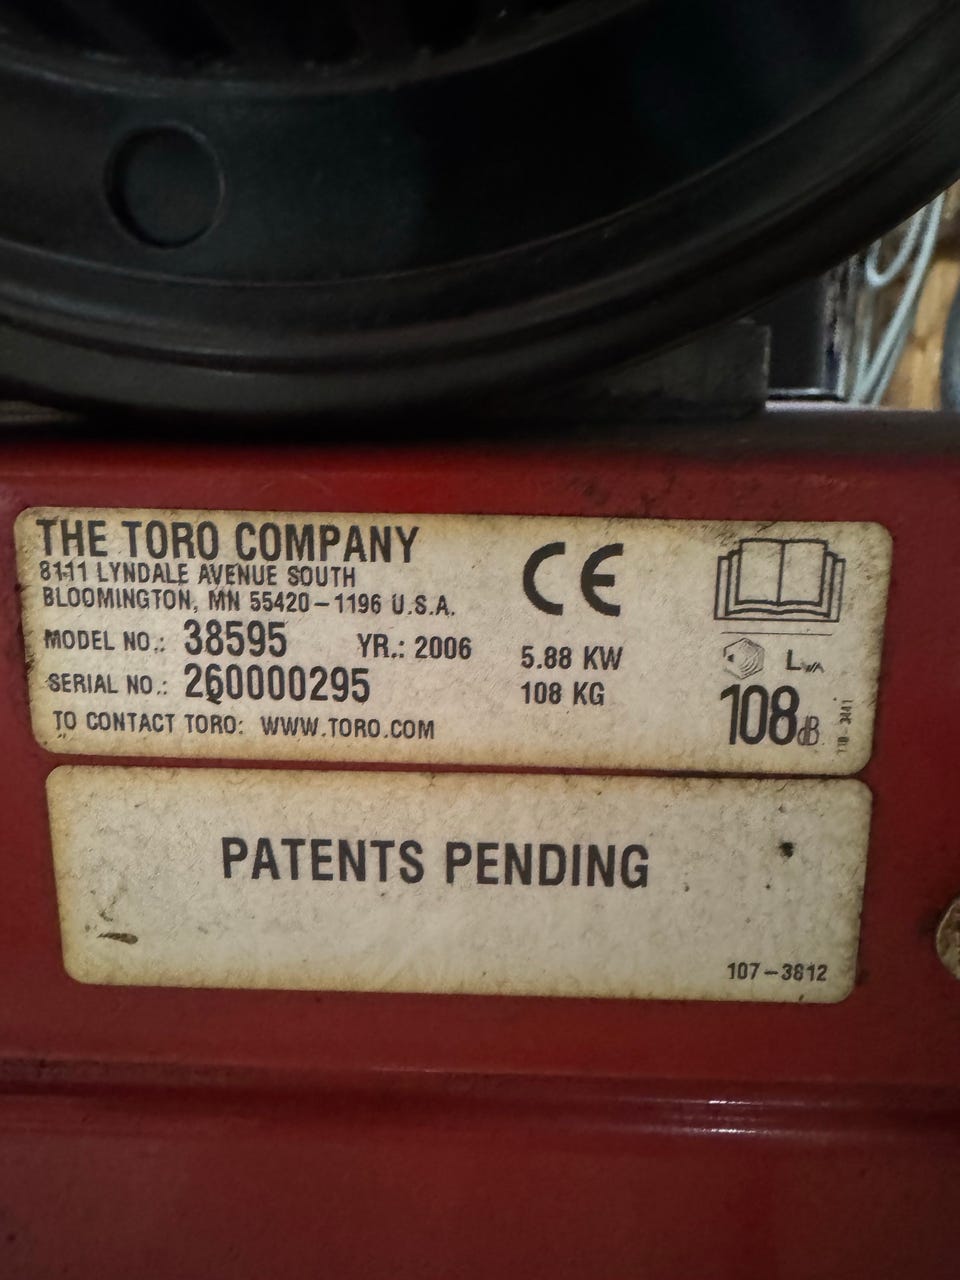 THE TORO COMPANY
8111 LYNDALE AVENUE SOUTH
BLOOMINGTON, MN 55420-1196 U.S.A.
MODEL NO.: 38595 YR.: 2006
SERIAL NO.: 260000295
TO CONTACT TORO: WWW.TORO.COM
CE
5.88 KW
108 KG
LWA
108dB
PATENTS PENDING
107-3812